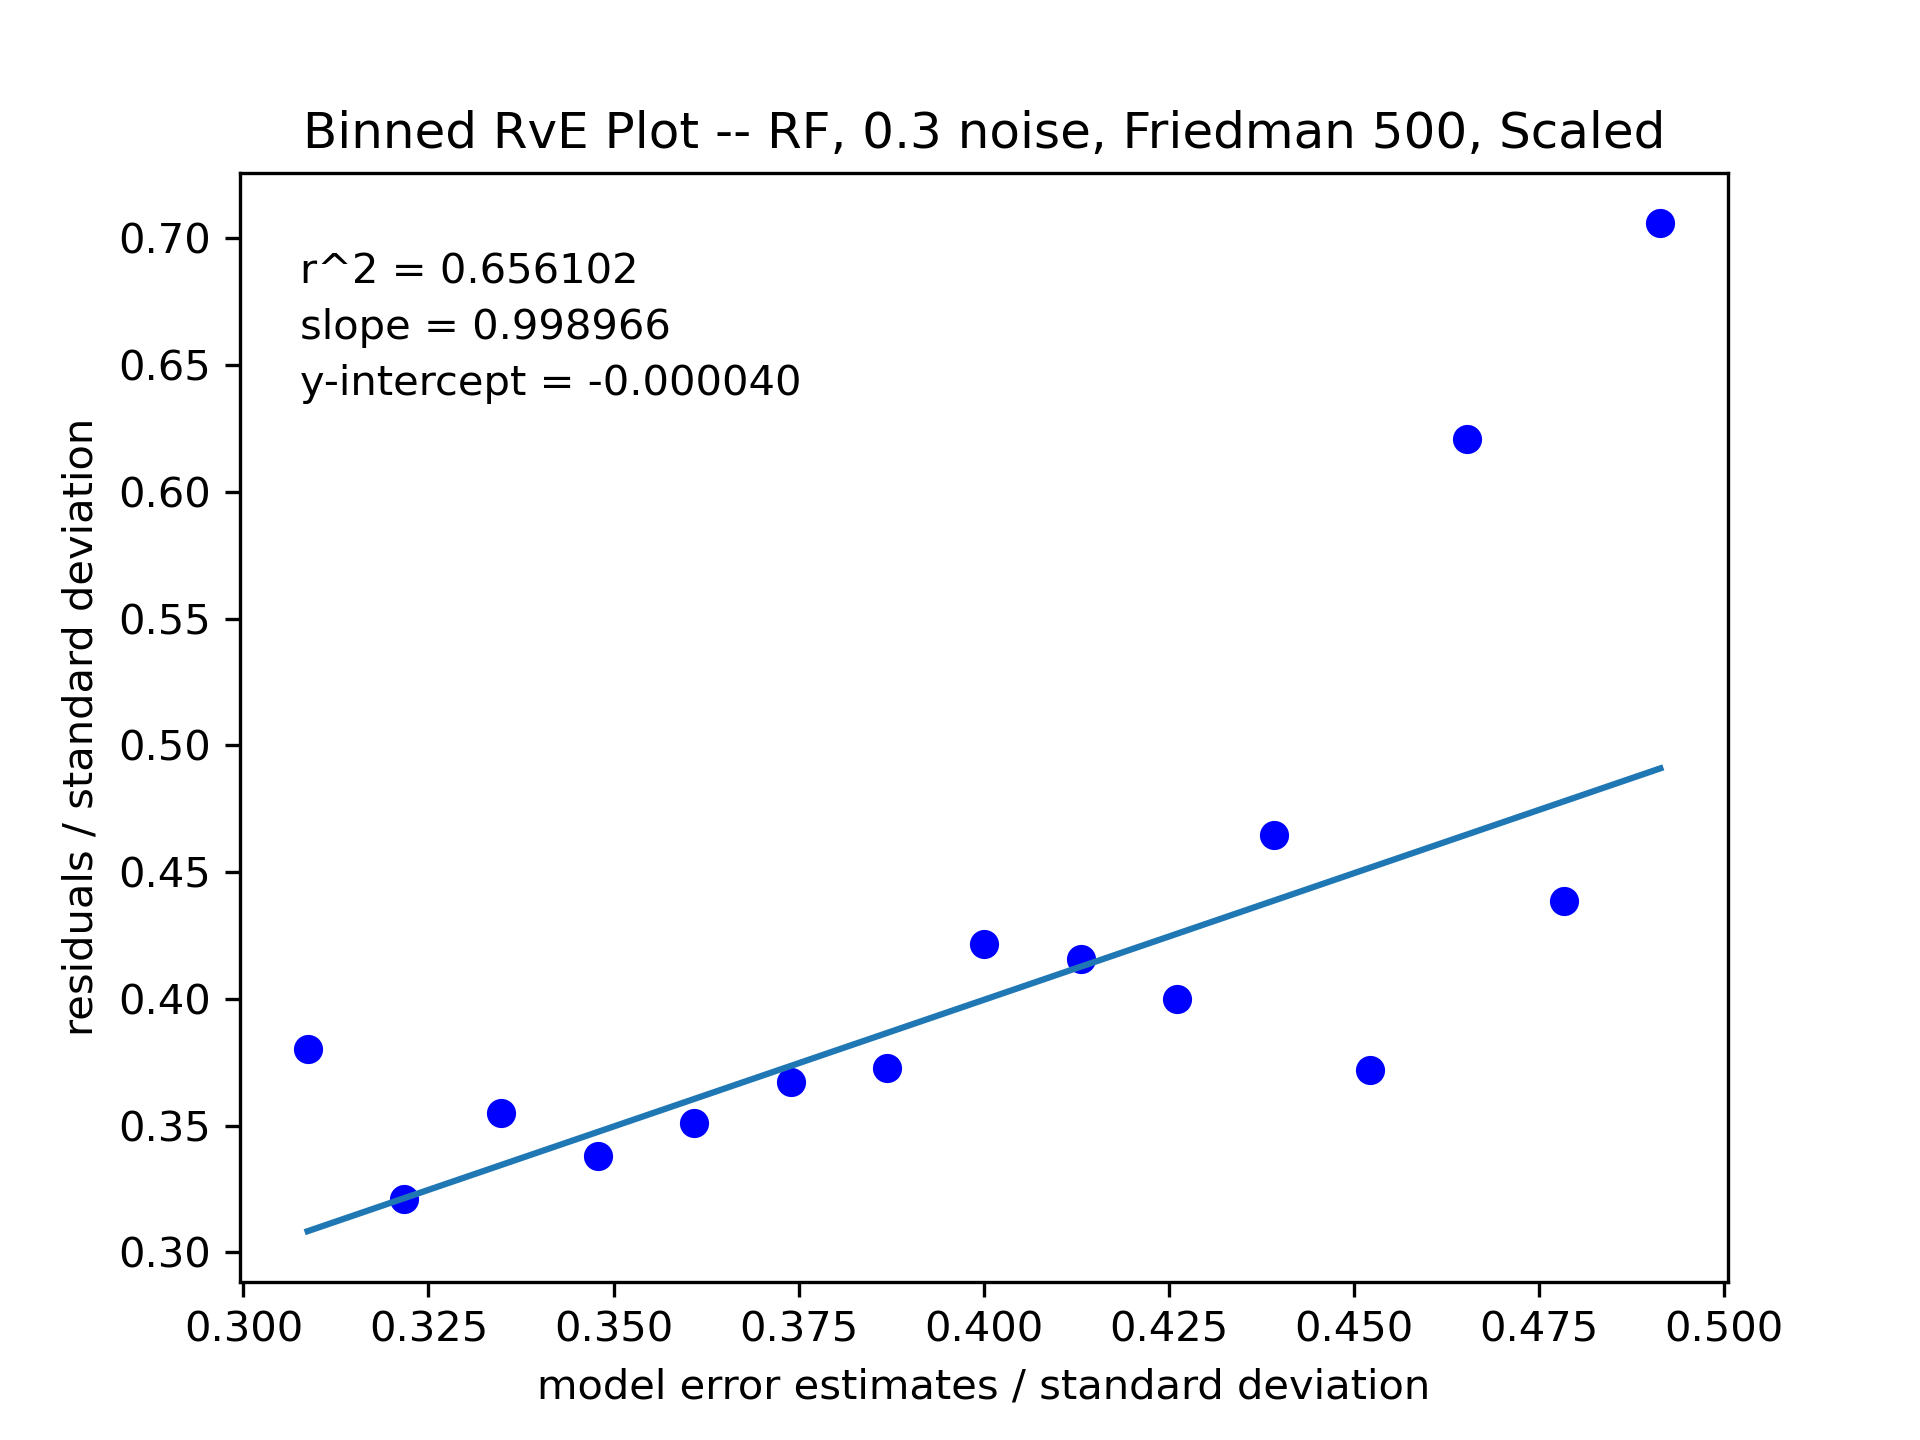 Binned RvE Plot -- RF, 0.3 noise, Friedman 500, Scaled
r^2 = 0.656102
slope = 0.998966
y-intercept = -0.000040
residuals / standard deviation
0.70
0.65
0.60
0.55
0.50
0.45
0.40
0.35
0.30
0.300 0.325 0.350 0.375 0.400 0.425 0.450 0.475 0.500
model error estimates / standard deviation